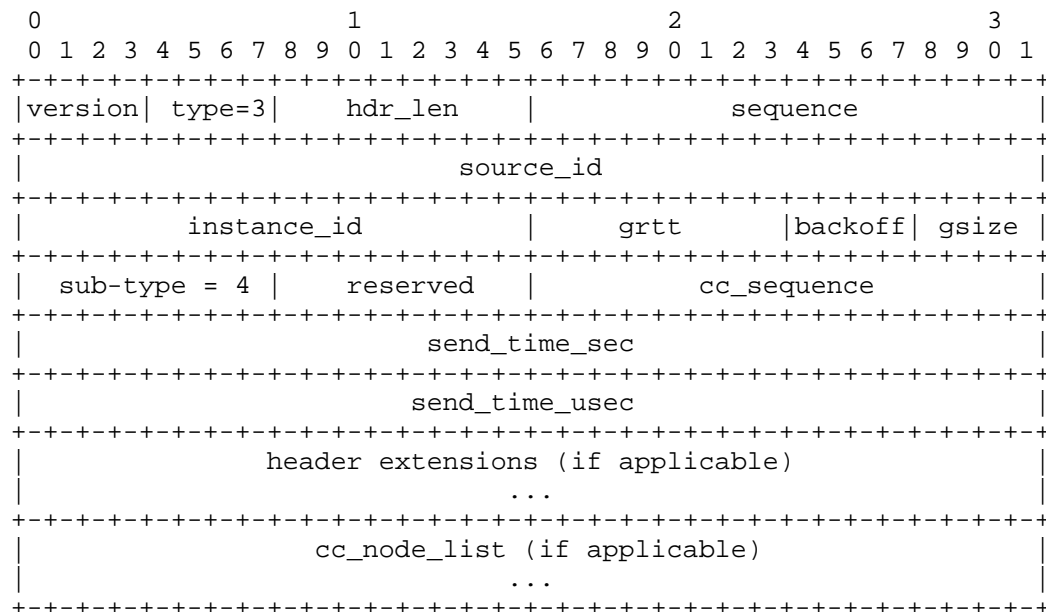 0                   1                   2                   3
 0 1 2 3 4 5 6 7 8 9 0 1 2 3 4 5 6 7 8 9 0 1 2 3 4 5 6 7 8 9 0 1
+-+-+-+-+-+-+-+-+-+-+-+-+-+-+-+-+-+-+-+-+-+-+-+-+-+-+-+-+-+-+-+-+
|version| type=3|    hdr_len    |            sequence           |
+-+-+-+-+-+-+-+-+-+-+-+-+-+-+-+-+-+-+-+-+-+-+-+-+-+-+-+-+-+-+-+-+
|                           source_id                           |
+-+-+-+-+-+-+-+-+-+-+-+-+-+-+-+-+-+-+-+-+-+-+-+-+-+-+-+-+-+-+-+-+
|          instance_id          |     grtt      |backoff| gsize |
+-+-+-+-+-+-+-+-+-+-+-+-+-+-+-+-+-+-+-+-+-+-+-+-+-+-+-+-+-+-+-+-+
|  sub-type = 4 |    reserved   |          cc_sequence          |
+-+-+-+-+-+-+-+-+-+-+-+-+-+-+-+-+-+-+-+-+-+-+-+-+-+-+-+-+-+-+-+-+
|                         send_time_sec                         |
+-+-+-+-+-+-+-+-+-+-+-+-+-+-+-+-+-+-+-+-+-+-+-+-+-+-+-+-+-+-+-+-+
|                        send_time_usec                         |
+-+-+-+-+-+-+-+-+-+-+-+-+-+-+-+-+-+-+-+-+-+-+-+-+-+-+-+-+-+-+-+-+
|               header extensions (if applicable)               |
|                              ...                              |
+-+-+-+-+-+-+-+-+-+-+-+-+-+-+-+-+-+-+-+-+-+-+-+-+-+-+-+-+-+-+-+-+
|                  cc_node_list (if applicable)                 |
|                              ...                              |
+-+-+-+-+-+-+-+-+-+-+-+-+-+-+-+-+-+-+-+-+-+-+-+-+-+-+-+-+-+-+-+-+